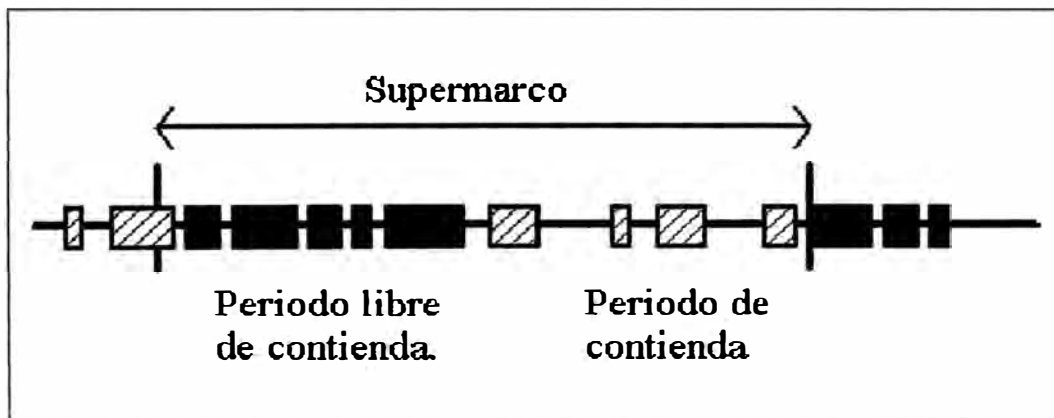 Supermarco
Periodo libre
de contienda.
Periodo de
contienda